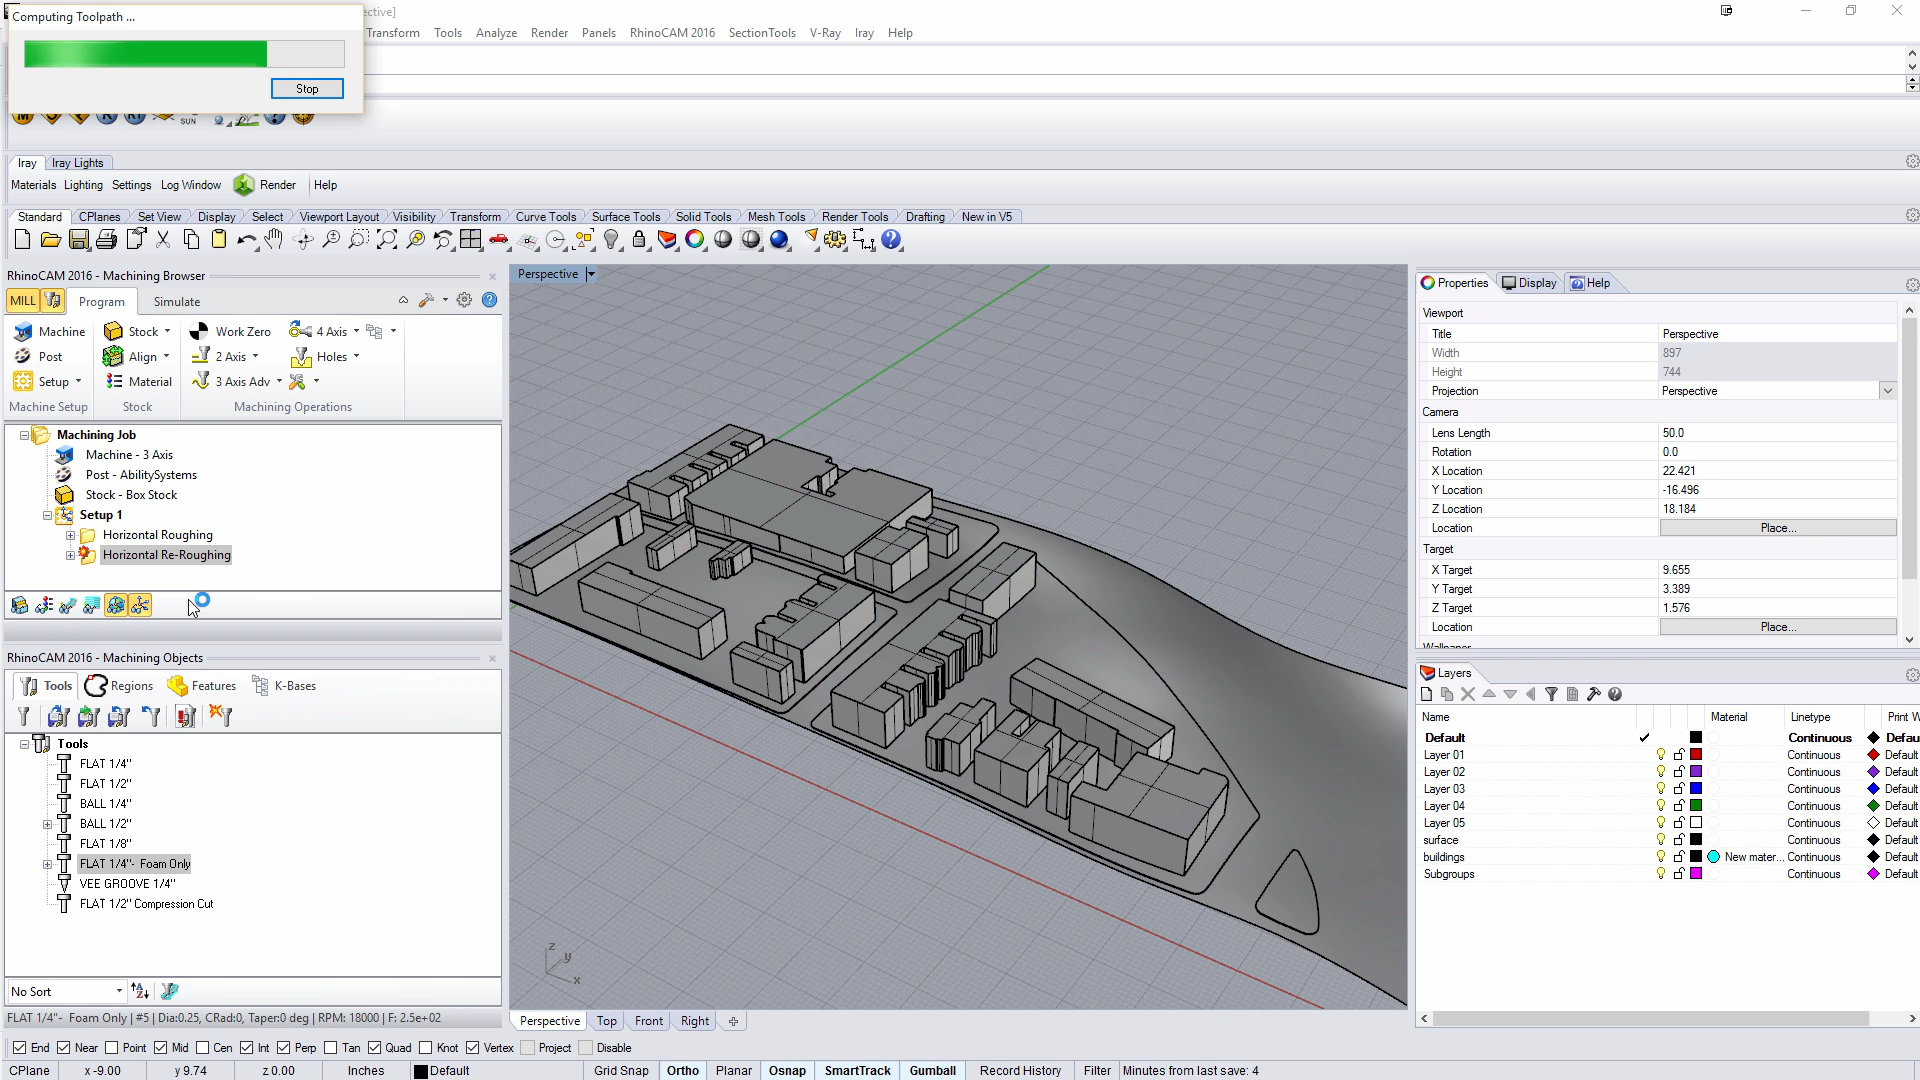 Computing Toolpath ...
Stop
Transform Tools Analyze Render Panels RhinoCAM 2016 SectionTools V-Ray Iray Help
SUN
Iray Iray Lights
Materials Lighting Settings Log Window Render Help
Standard CPlanes Set View Display Select Viewport Layout Visibility Transform Curve Tools Surface Tools Solid Tools Mesh Tools Render Tools Drafting New in V5
RhinoCAM 2016 - Machining Browser
MILL Program Simulate
Machine Stock Work Zero 4 Axis
Post Align 2 Axis Holes
Setup Material 3 Axis Adv
Machine Setup Stock Machining Operations
Machining Job
Machine - 3 Axis
Post - AbilitySystems
Stock - Box Stock
Setup 1
Horizontal Roughing
Horizontal Re-Roughing
RhinoCAM 2016 - Machining Objects
Tools Regions Features K-Bases
Tools
FLAT 1/4"
FLAT 1/2"
BALL 1/4"
BALL 1/2"
FLAT 1/8"
FLAT 1/4"- Foam Only
VEE GROOVE 1/4"
FLAT 1/2" Compression Cut
No Sort
FLAT 1/4"- Foam Only | #5 | Dia:0.25, CRad:0, Taper:0 deg | RPM: 18000 | F: 2.5e+02
Perspective
z
y
x
Perspective Top Front Right
Properties Display Help
Viewport
Title Perspective
Width 897
Height 744
Projection Perspective
Camera
Lens Length 50.0
Rotation 0.0
X Location 22.421
Y Location -16.496
Z Location 18.184
Location Place...
Target
X Target 9.655
Y Target 3.389
Z Target 1.576
Location Place...
Layers
Name Material Linetype Print W
Default Continuous Defau
Layer 01 Continuous Default
Layer 02 Continuous Default
Layer 03 Continuous Default
Layer 04 Continuous Default
Layer 05 Continuous Default
surface Continuous Default
buildings New mater... Continuous Default
Subgroups Continuous Default
End Near Point Mid Cen Int Perp Tan Quad Knot Vertex Project Disable
CPlane x -9.00 y 9.74 z 0.00 Inches Default Grid Snap Ortho Planar Osnap SmartTrack Gumball Record History Filter Minutes from last save: 4